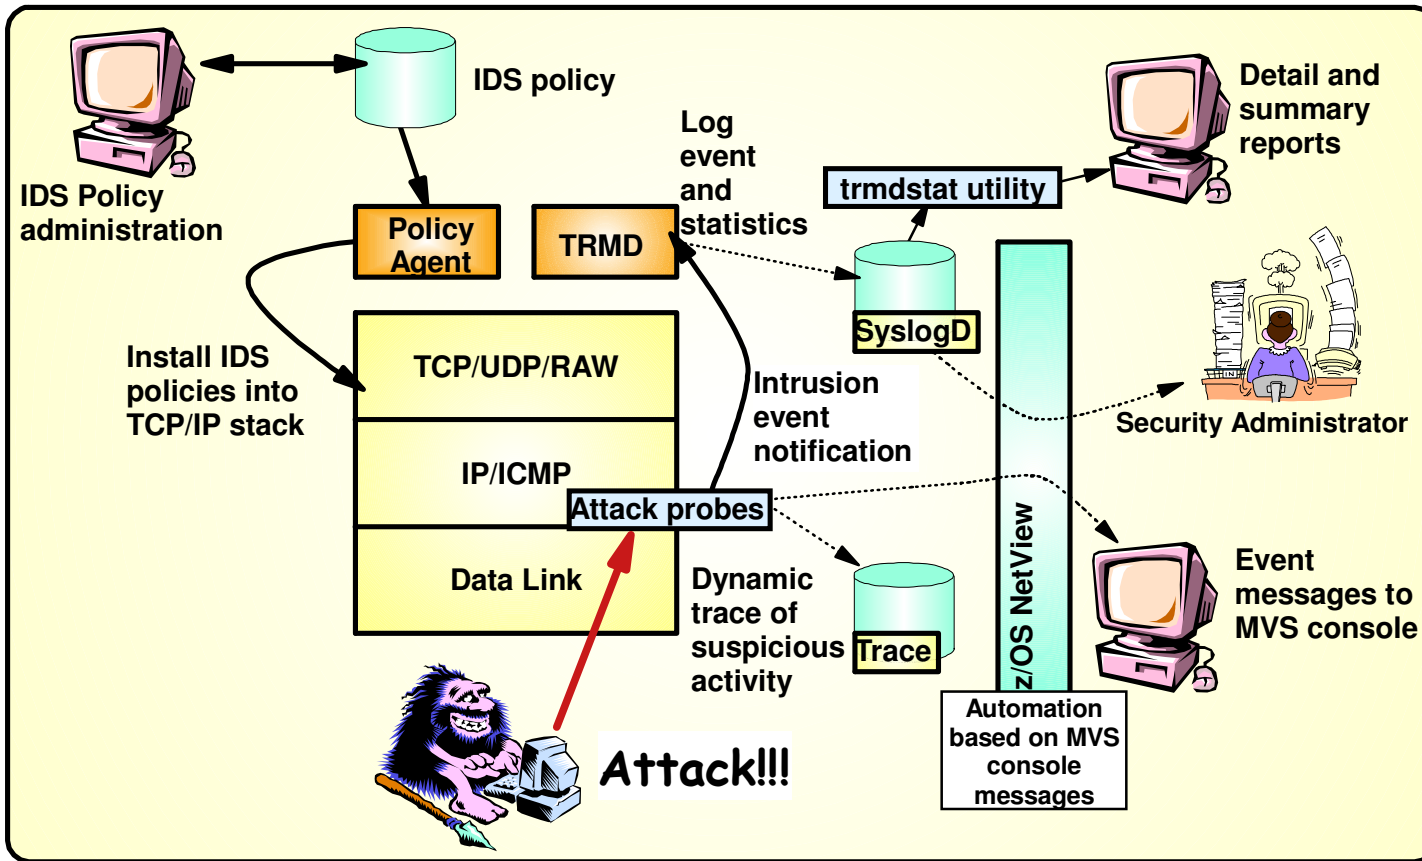 IDS policy
IDS Policy
administration
Policy
Agent
TRMD
Log
event
and
statistics
trmdstat utility
Detail and
summary
reports
SyslogD
Security Administrator
Install IDS
policies into
TCP/IP stack
TCP/UDP/RAW
IP/ICMP
Data Link
Attack probes
Intrusion
event
notification
Dynamic
trace of
suspicious
activity
Trace
z/OS NetView
Event
messages to
MVS console
Automation
based on MVS
console
messages
Attack!!!
IN